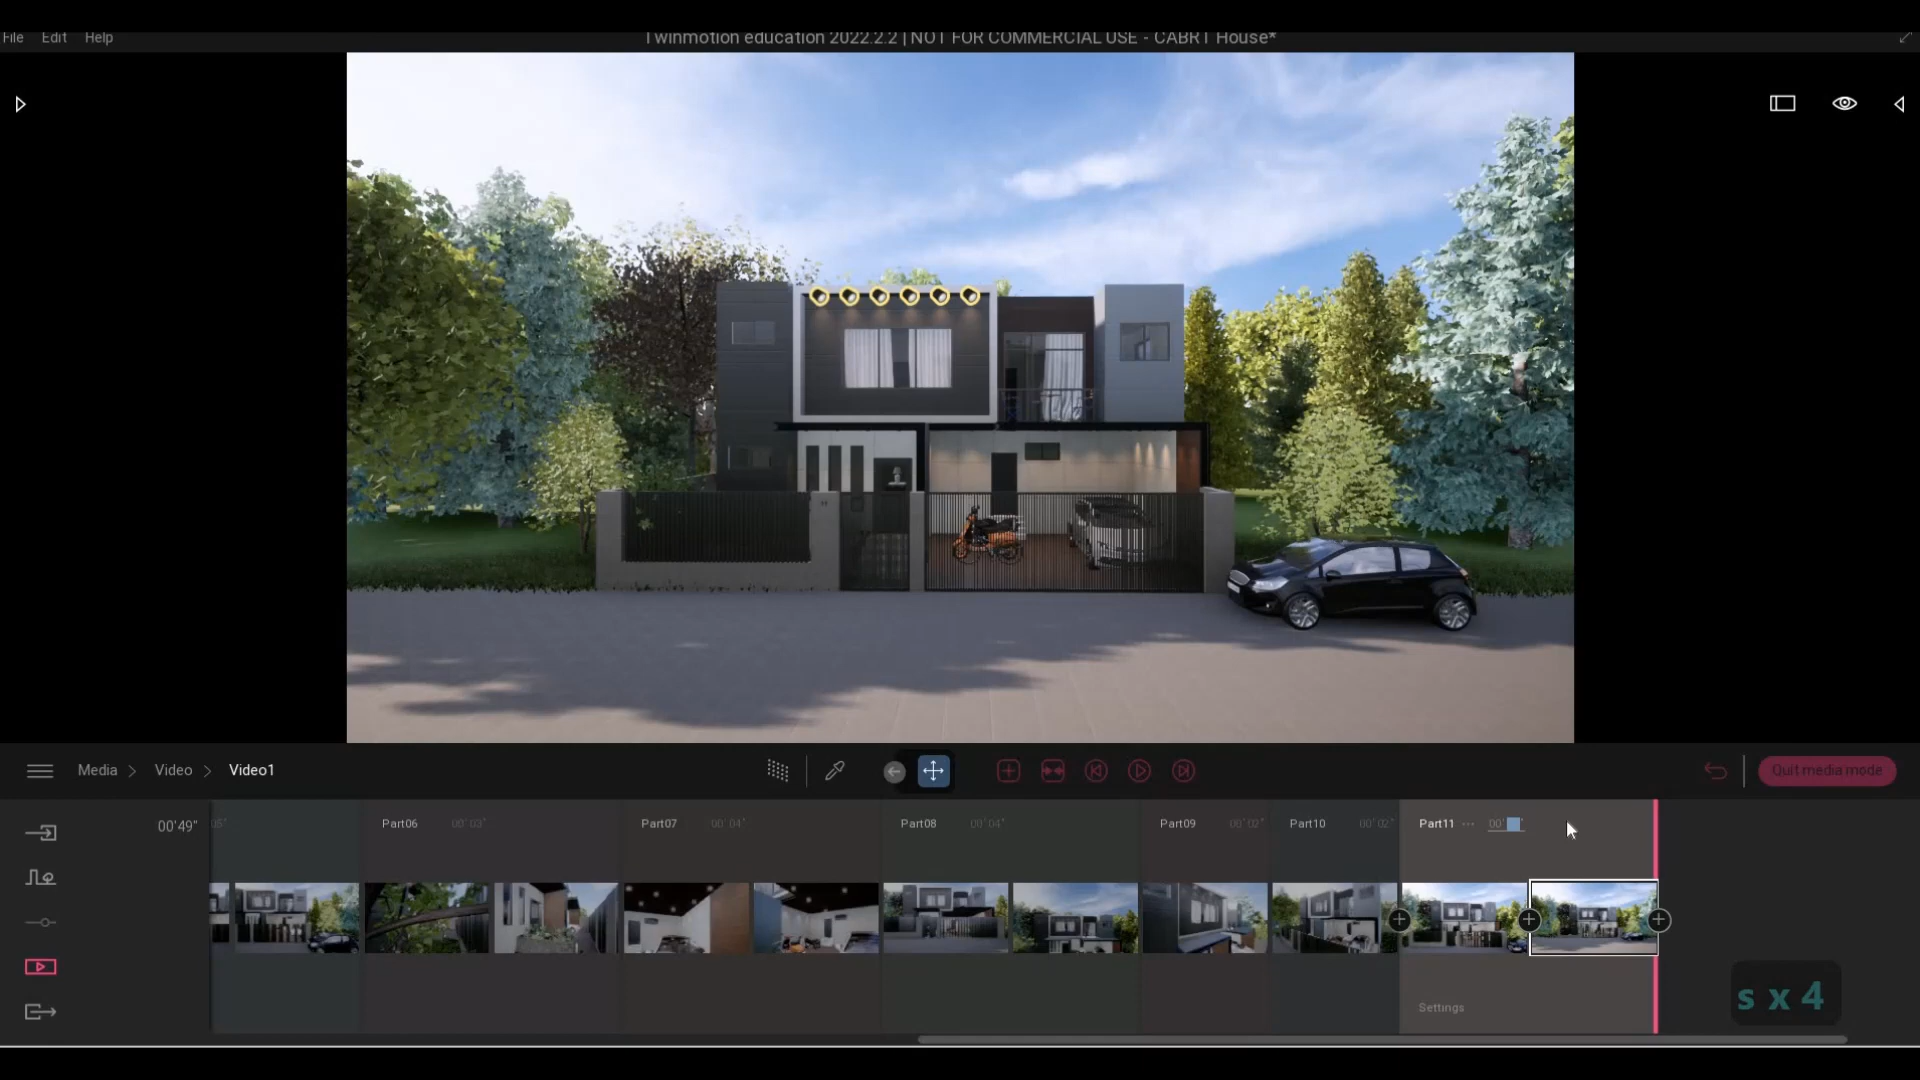 File Edit Help
Twinmotion education 2022.2.2 | NOT FOR COMMERCIAL USE - CABRT House*
Media > Video > Video1
Quit media mode
00'49" 05" Part06 00'03" Part07 00'04" Part08 00'04" Part09 00'02" Part10 00'02" Part11 ... 00'
Settings
s x 4